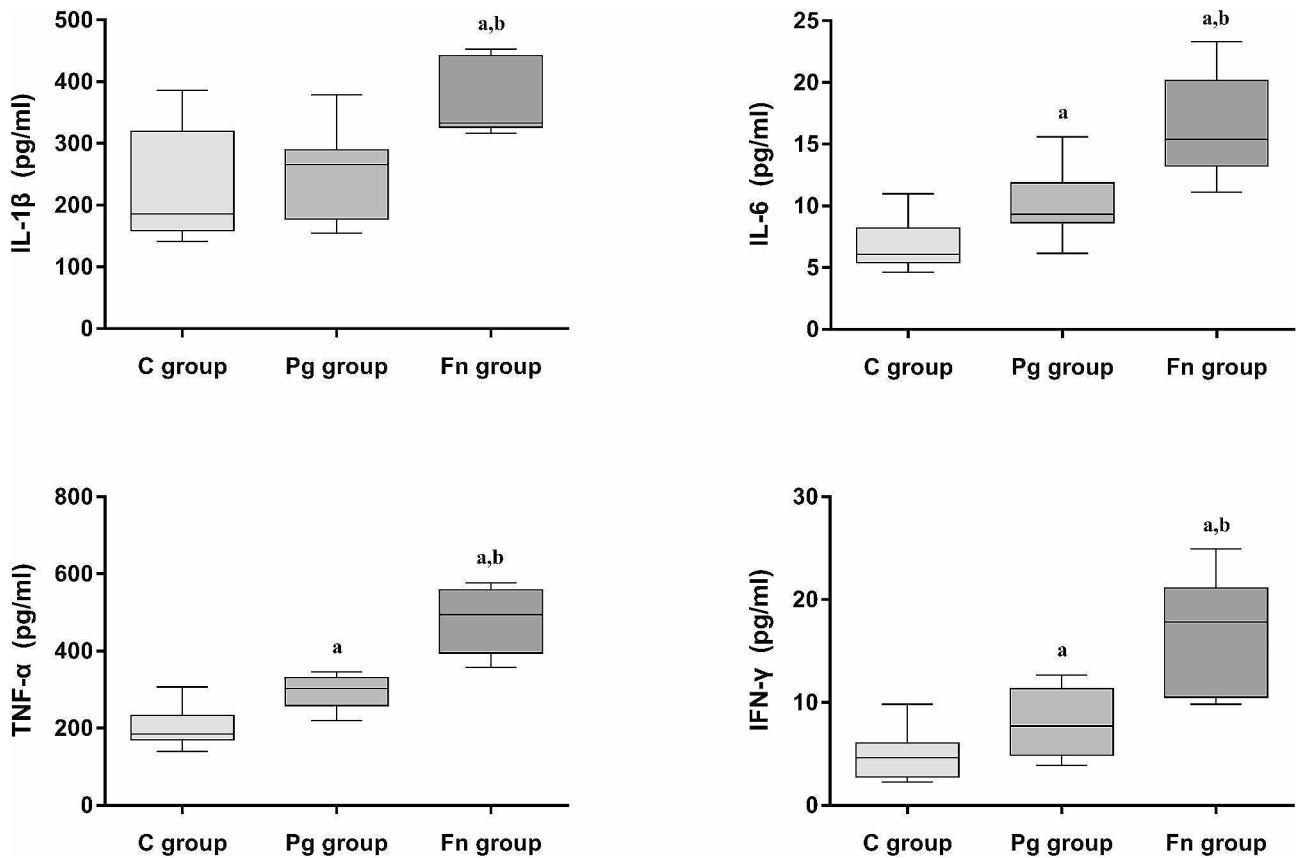 IL-1β (pg/ml)
500
400
300
200
100
0
a,b
C group Pg group Fn group
IL-6 (pg/ml)
25
20
15
10
5
0
a
a,b
C group Pg group Fn group
TNF-α (pg/ml)
800
600
400
200
0
a
a,b
C group Pg group Fn group
IFN-γ (pg/ml)
30
20
10
0
a
a,b
C group Pg group Fn group